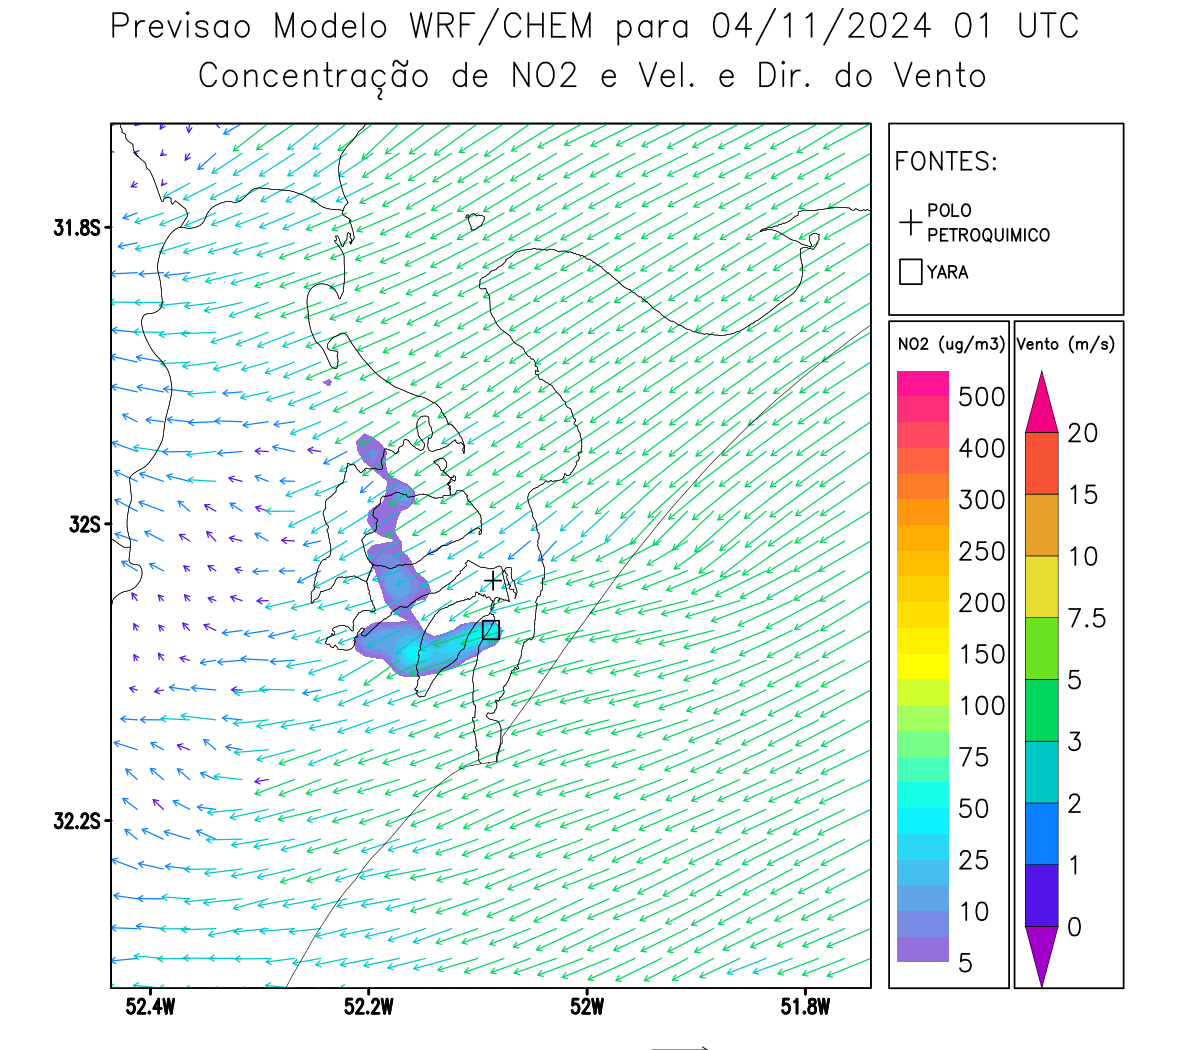 Previsao Modelo WRF/CHEM para 04/11/2024 01 UTC
Concentração de NO2 e Vel. e Dir. do Vento
FONTES:
POLO
PETROQUIMICO
YARA
31.8S
32S
32.2S
52.4W
52.2W
52W
51.8W
NO2 (ug/m3)
500
400
300
250
200
150
100
75
50
25
10
5
Vento (m/s)
20
15
10
7.5
5
3
2
1
0